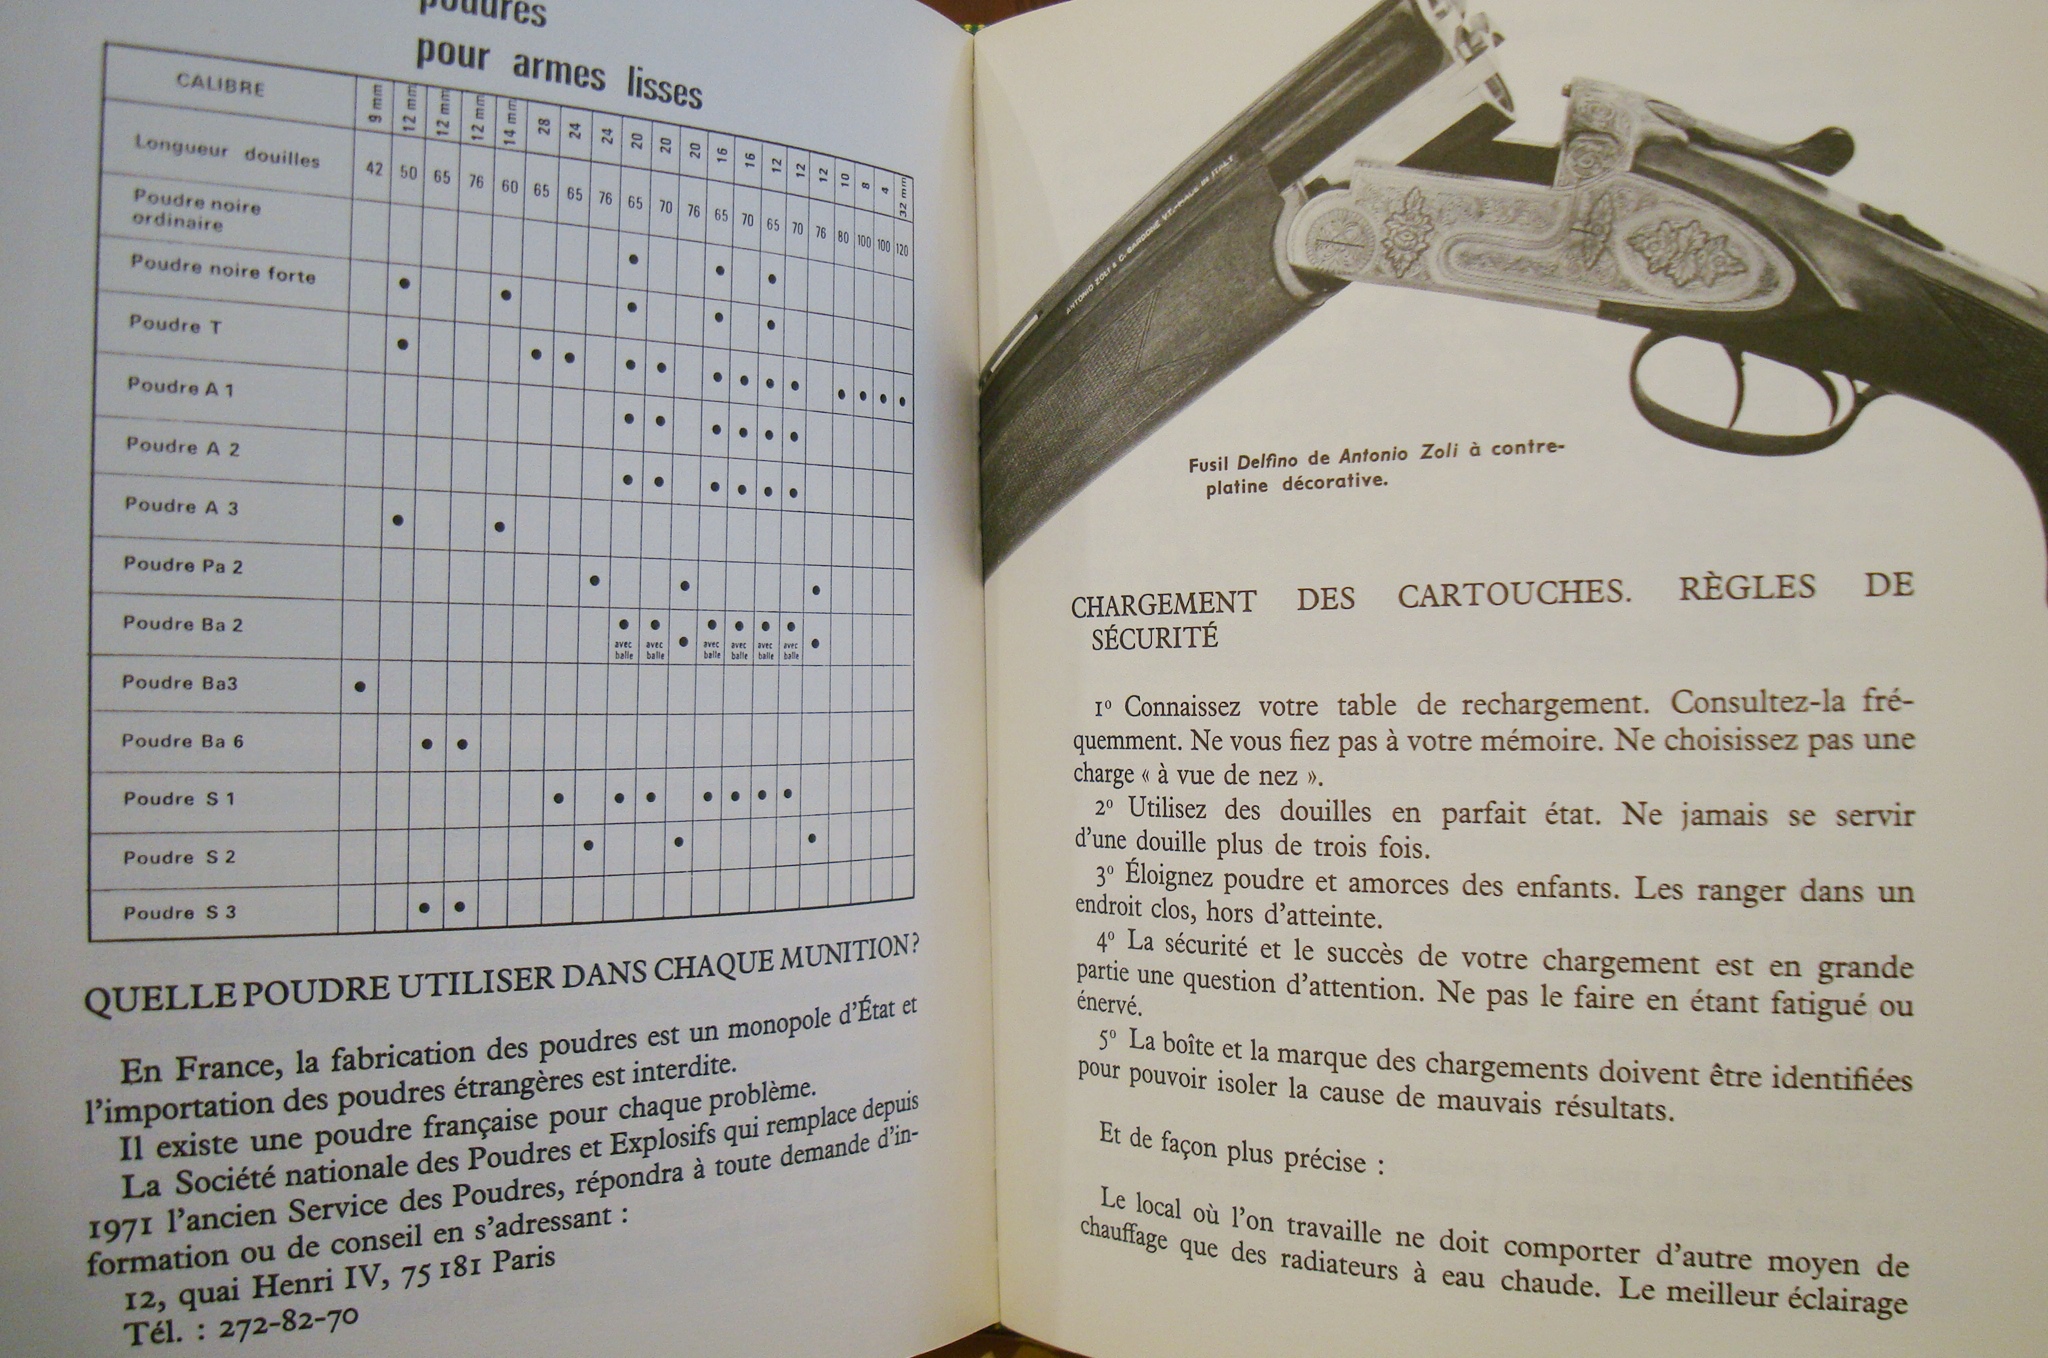 poudres
pour armes lisses
CALIBRE 9 mm 12 mm 12 mm 12 mm 14 mm 28 24 24 20 20 20 16 16 12 12 12 10 8 4 32 mm
Longueur douilles 42 50 65 76 60 65 65 76 65 70 76 65 70 65 70 76 80 100 100 120
Poudre noire
ordinaire • • •
Poudre noire forte • • • • •
Poudre T • • • • • • • • • • • • •
Poudre A 1 • • • • • •
Poudre A 2 • • • • • •
Poudre A 3 • •
Poudre Pa 2 • • •
Poudre Ba 2 • • • • • • • •
avec avec avec avec avec avec
balle balle balle balle balle balle
Poudre Ba3 •
Poudre Ba 6 • •
Poudre S 1 • • • • • • •
Poudre S 2 • • •
Poudre S 3 • •
QUELLE POUDRE UTILISER DANS CHAQUE MUNITION?
En France, la fabrication des poudres est un monopole d'État et
l'importation des poudres étrangères est interdite.
Il existe une poudre française pour chaque problème.
La Société nationale des Poudres et Explosifs qui remplace depuis
1971 l'ancien Service des Poudres, répondra à toute demande d'in-
formation ou de conseil en s'adressant :
12, quai Henri IV, 75 181 Paris
Tél. : 272-82-70
Fusil Delfino de Antonio Zoli à contre-
platine décorative.
CHARGEMENT DES CARTOUCHES. RÈGLES DE
SÉCURITÉ
1° Connaissez votre table de rechargement. Consultez-la fré-
quemment. Ne vous fiez pas à votre mémoire. Ne choisissez pas une
charge « à vue de nez ».
2° Utilisez des douilles en parfait état. Ne jamais se servir
d'une douille plus de trois fois.
3° Éloignez poudre et amorces des enfants. Les ranger dans un
endroit clos, hors d'atteinte.
4° La sécurité et le succès de votre chargement est en grande
partie une question d'attention. Ne pas le faire en étant fatigué ou
énervé.
5° La boîte et la marque des chargements doivent être identifiées
pour pouvoir isoler la cause de mauvais résultats.
Et de façon plus précise :
Le local où l'on travaille ne doit comporter d'autre moyen de
chauffage que des radiateurs à eau chaude. Le meilleur éclairage